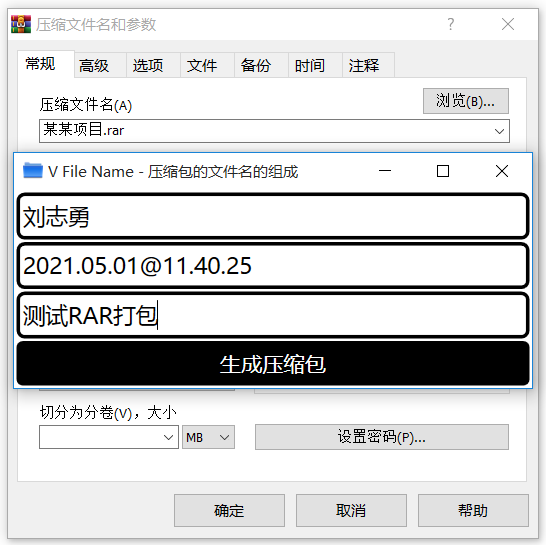 压缩文件名和参数
常规 高级 选项 文件 备份 时间 注释
压缩文件名(A)
浏览(B)...
某某项目.rar
V File Name - 压缩包的文件名的组成
刘志勇
2021.05.01@11.40.25
测试RAR打包
生成压缩包
切分为分卷(V)，大小
MB
设置密码(P)...
确定 取消 帮助